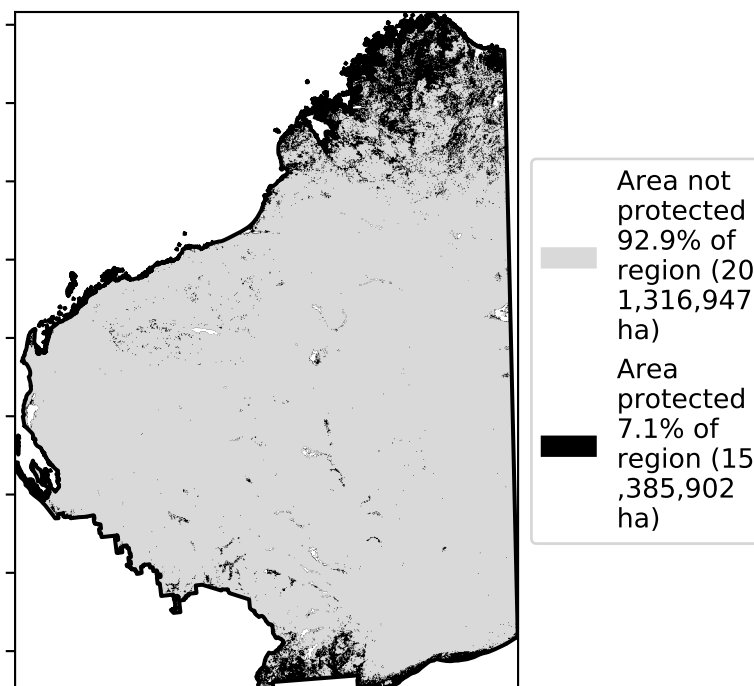 Area not
protected
92.9% of
region (20
1,316,947
ha)
Area
protected
7.1% of
region (15
,385,902
ha)